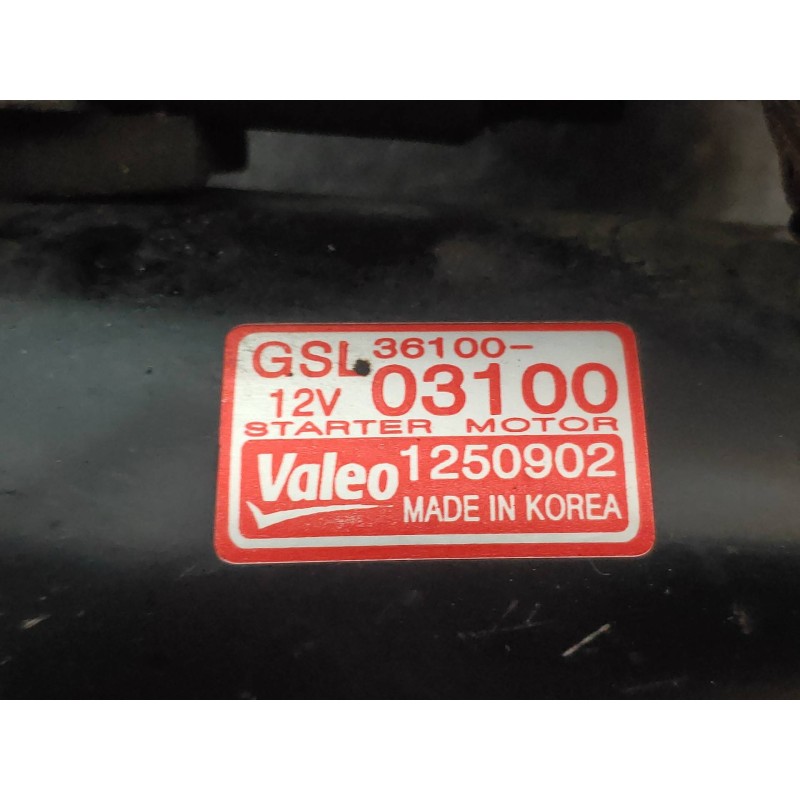 GSL 36100-
12V 03100
STARTER MOTOR
Valeo 1250902
MADE IN KOREA